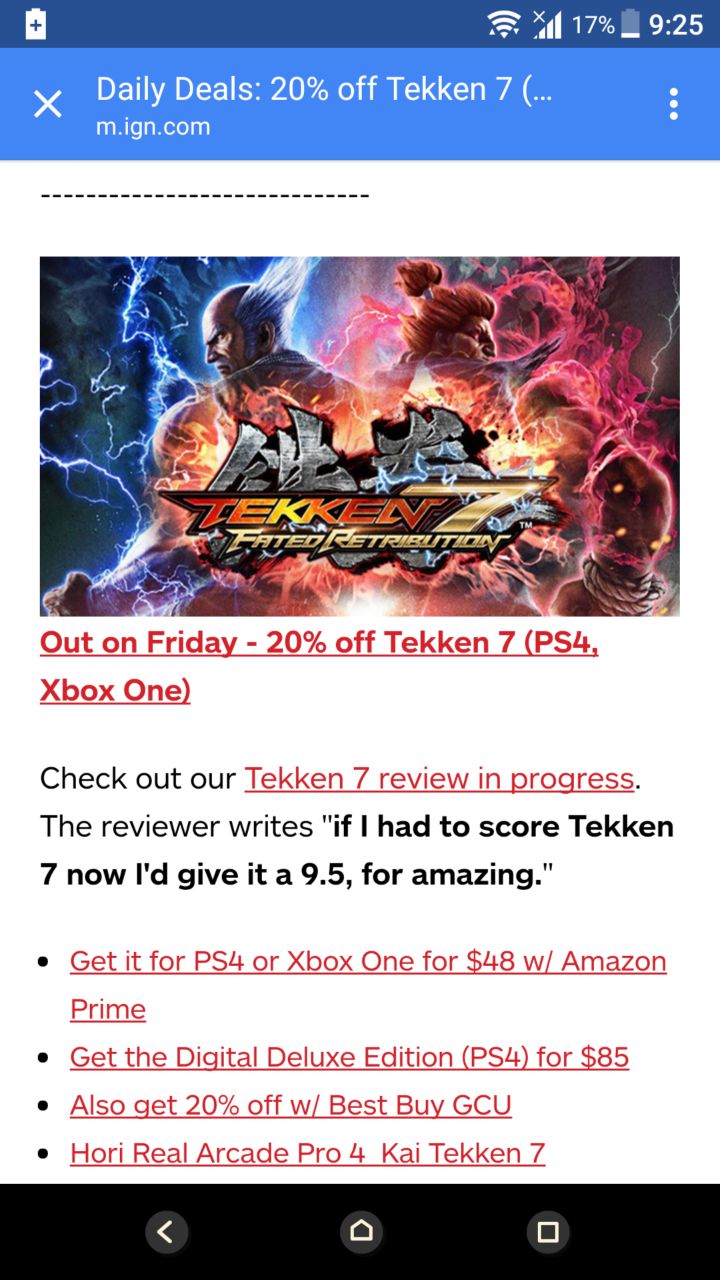 17% 9:25
Daily Deals: 20% off Tekken 7 (...
m.ign.com
----------------------------
鉄拳
TEKKEN 7
FATED RETRIBUTION
TM
Out on Friday - 20% off Tekken 7 (PS4,
Xbox One)
Check out our Tekken 7 review in progress.
The reviewer writes "if I had to score Tekken
7 now I'd give it a 9.5, for amazing."
• Get it for PS4 or Xbox One for $48 w/ Amazon
Prime
• Get the Digital Deluxe Edition (PS4) for $85
• Also get 20% off w/ Best Buy GCU
• Hori Real Arcade Pro 4  Kai Tekken 7